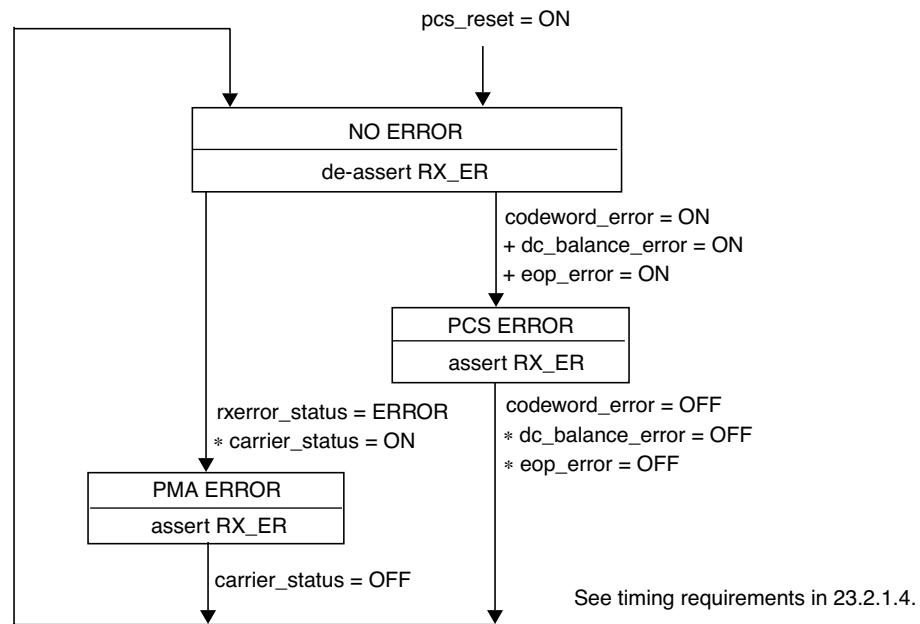 pcs_reset = ON
NO ERROR
de-assert RX_ER
codeword_error = ON
+ dc_balance_error = ON
+ eop_error = ON
PCS ERROR
assert RX_ER
rxerror_status = ERROR
* carrier_status = ON
codeword_error = OFF
* dc_balance_error = OFF
* eop_error = OFF
PMA ERROR
assert RX_ER
carrier_status = OFF
See timing requirements in 23.2.1.4.